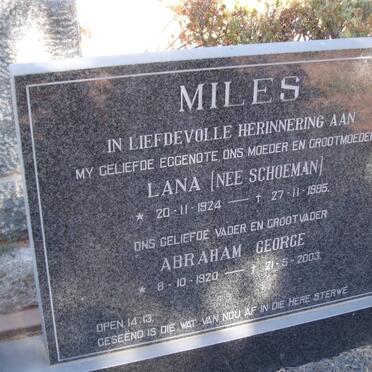 MILES
IN LIEFDEVOLLE HERINNERING AAN
MY GELIEFDE EGGENOTE ONS MOEDER EN GROOTMOEDER
LANA [NEE SCHOEMAN]
* 20-11-1924 — † 27-11-1995.
ONS GELIEFDE VADER EN GROOTVADER
ABRAHAM GEORGE
* 8-10-1920 — † 21-5-2003.
OPEN. 14:13.
GESEËND IS DIE WAT VAN NOU AF IN DIE HERE STERWE